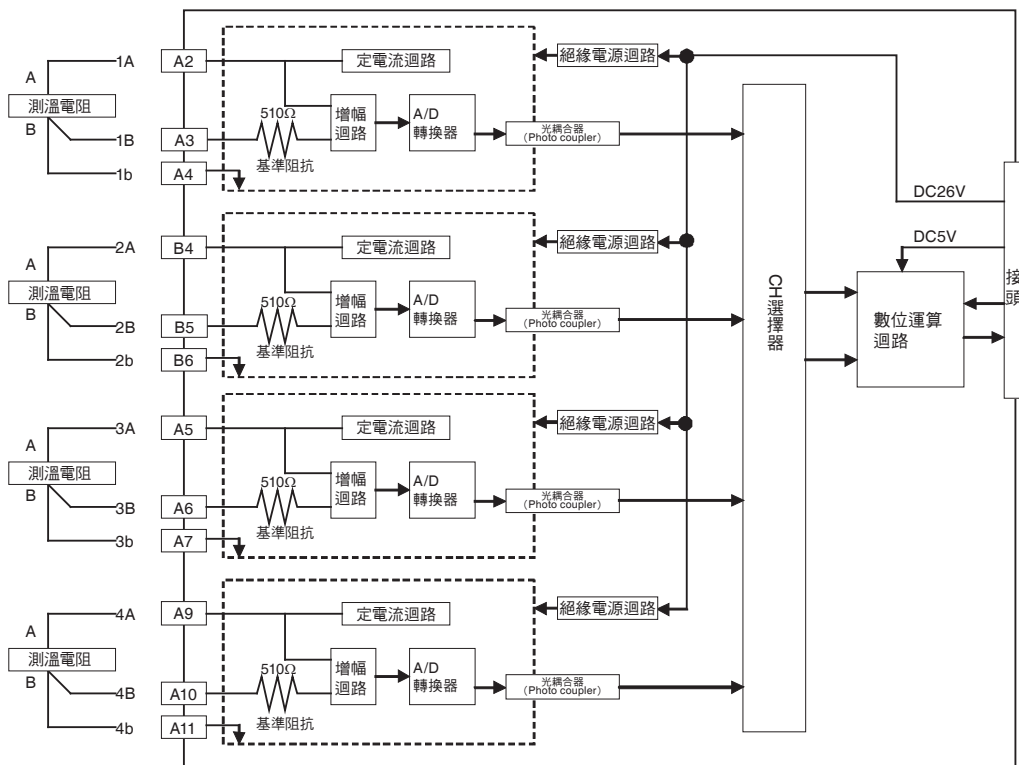 1A
A2
定電流迴路
絕緣電源迴路
A
測溫電阻
B
510Ω
增幅
迴路
A/D
轉換器
光耦合器
（Photo coupler）
1B
A3
基準阻抗
1b
A4
DC26V
2A
B4
定電流迴路
絕緣電源迴路
DC5V
A
測溫電阻
B
510Ω
增幅
迴路
A/D
轉換器
光耦合器
（Photo coupler）
2B
B5
基準阻抗
2b
B6
CH選擇器
數位運算
迴路
接
頭
3A
A5
定電流迴路
絕緣電源迴路
A
測溫電阻
B
510Ω
增幅
迴路
A/D
轉換器
光耦合器
（Photo coupler）
3B
A6
基準阻抗
3b
A7
4A
A9
定電流迴路
絕緣電源迴路
A
測溫電阻
B
510Ω
增幅
迴路
A/D
轉換器
光耦合器
（Photo coupler）
4B
A10
基準阻抗
4b
A11